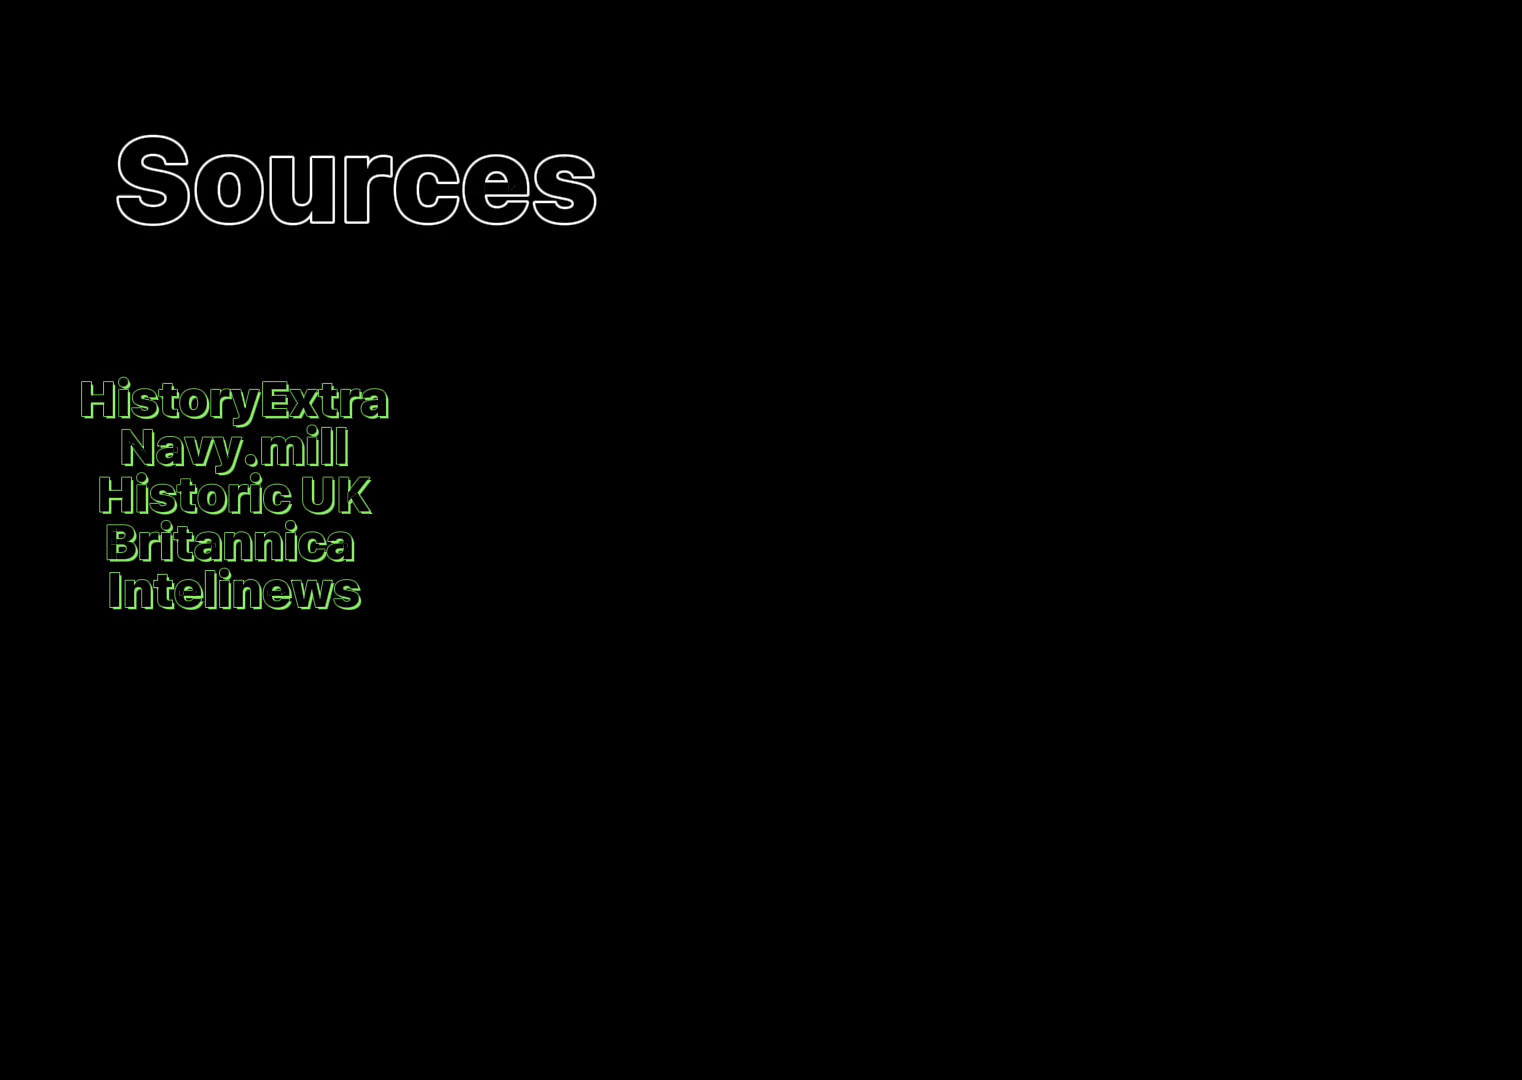 Sources
HistoryExtra
Navy.mill
Historic UK
Britannica
Intelinews